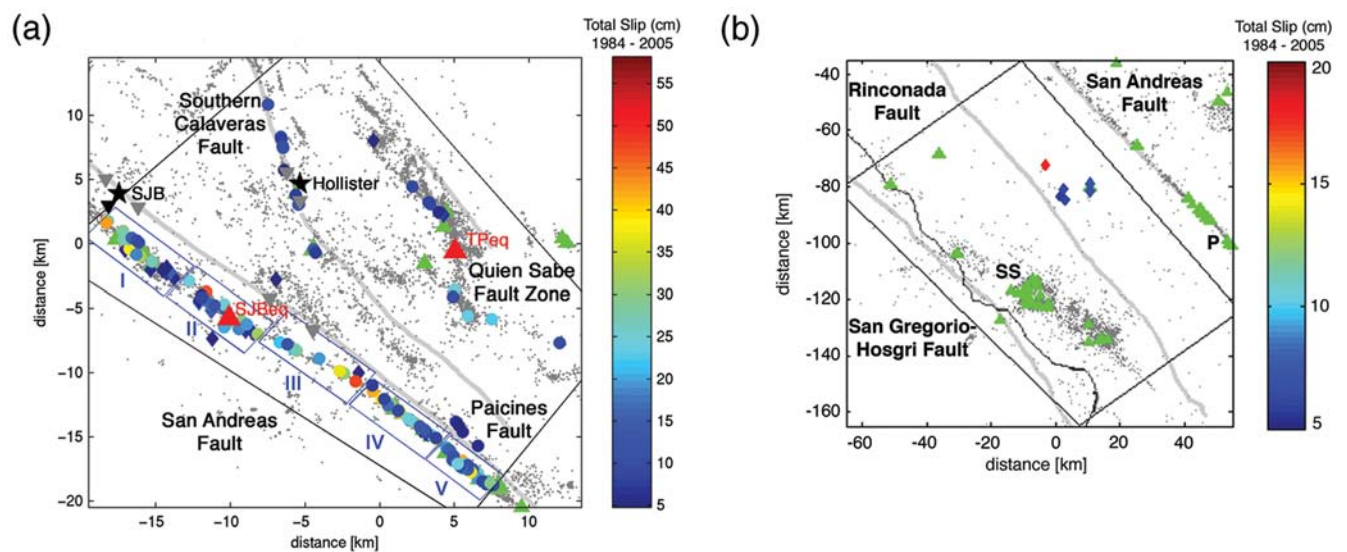 (a)
Total Slip (cm)
1984 - 2005
Southern
Calaveras
Fault
SJB
Hollister
TPeq
Quien Sabe
Fault Zone
SJBeq
I
II
III
IV
V
San Andreas
Fault
Paicines
Fault
10
5
0
−5
−10
−15
−20
distance [km]
−15
−10
−5
0
5
10
distance [km]
55
50
45
40
35
30
25
20
15
10
5
(b)
Total Slip (cm)
1984 - 2005
Rinconada
Fault
San Andreas
Fault
P
SS
San Gregorio-
Hosgri Fault
-40
-60
-80
-100
-120
-140
-160
distance [km]
-60
-40
-20
0
20
40
distance [km]
20
15
10
5